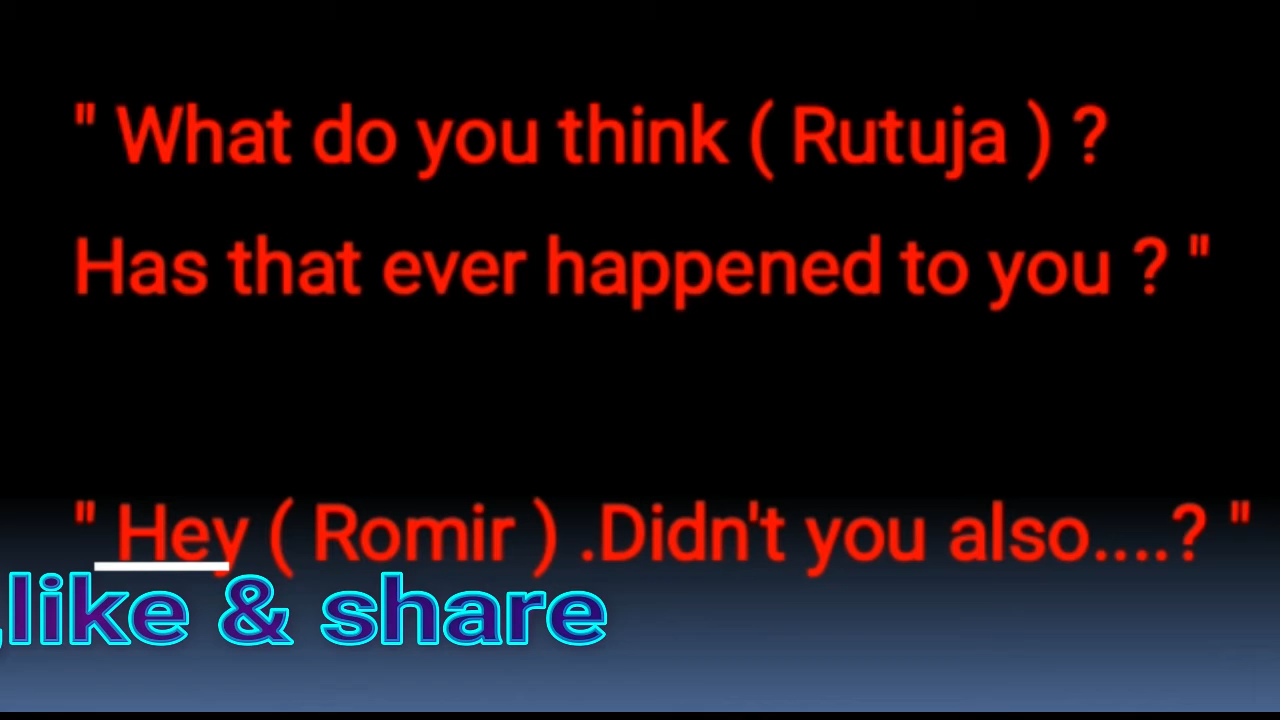 " What do you think ( Rutuja ) ?
Has that ever happened to you ? "
" Hey ( Romir ) .Didn't you also....? "
,like & share